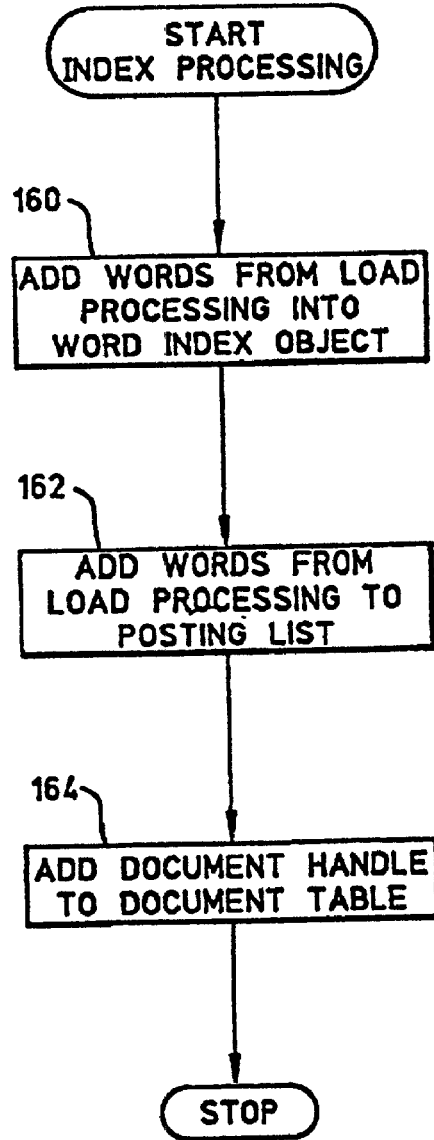 START
INDEX PROCESSING
160
ADD WORDS FROM LOAD
PROCESSING INTO
WORD INDEX OBJECT
162
ADD WORDS FROM
LOAD PROCESSING TO
POSTING LIST
164
ADD DOCUMENT HANDLE
TO DOCUMENT TABLE
STOP